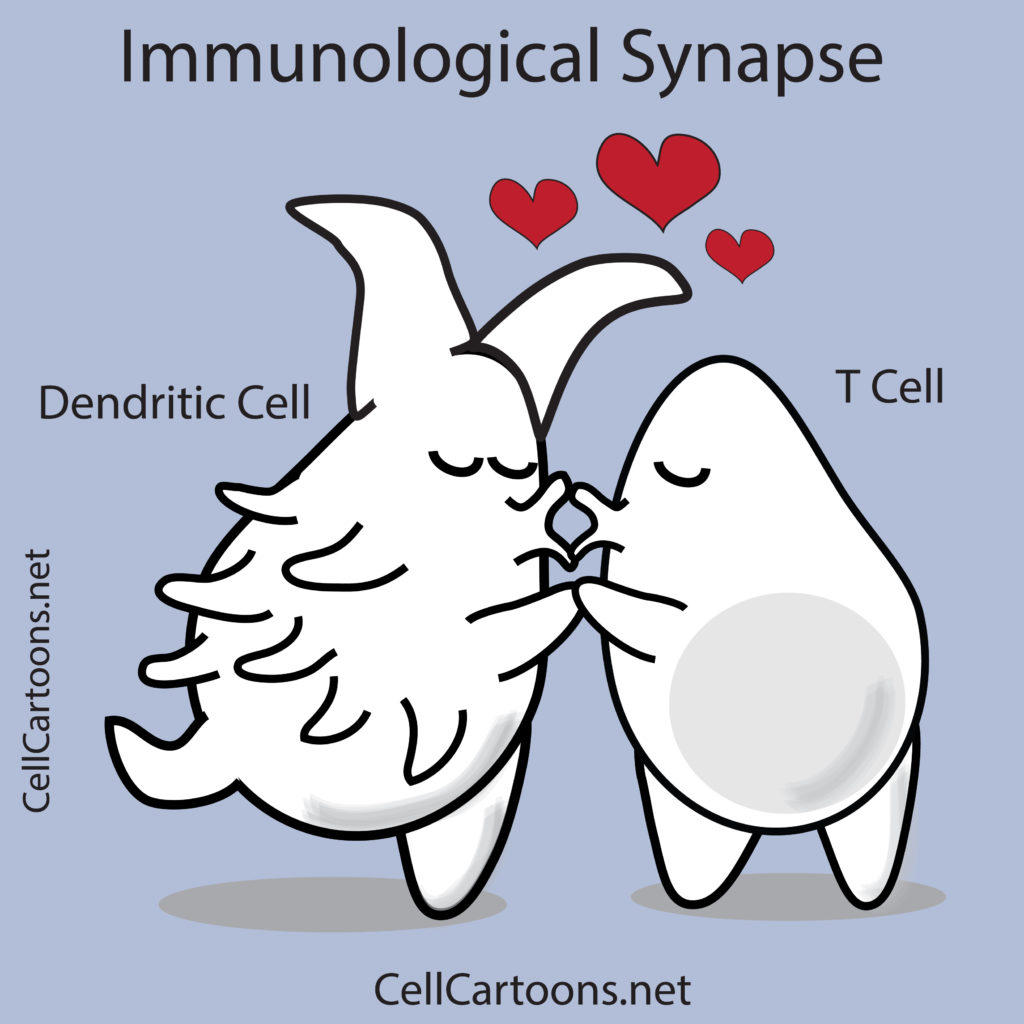 Immunological Synapse
Dendritic Cell
T Cell
CellCartoons.net
CellCartoons.net